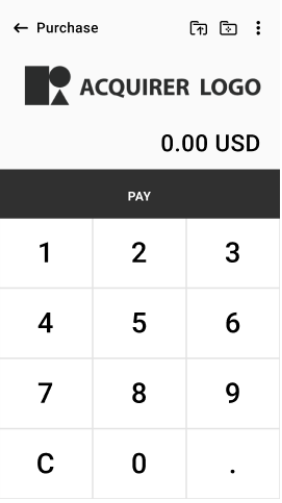 ← Purchase
ACQUIRER LOGO
0.00 USD
PAY
1 2 3
4 5 6
7 8 9
C 0 .